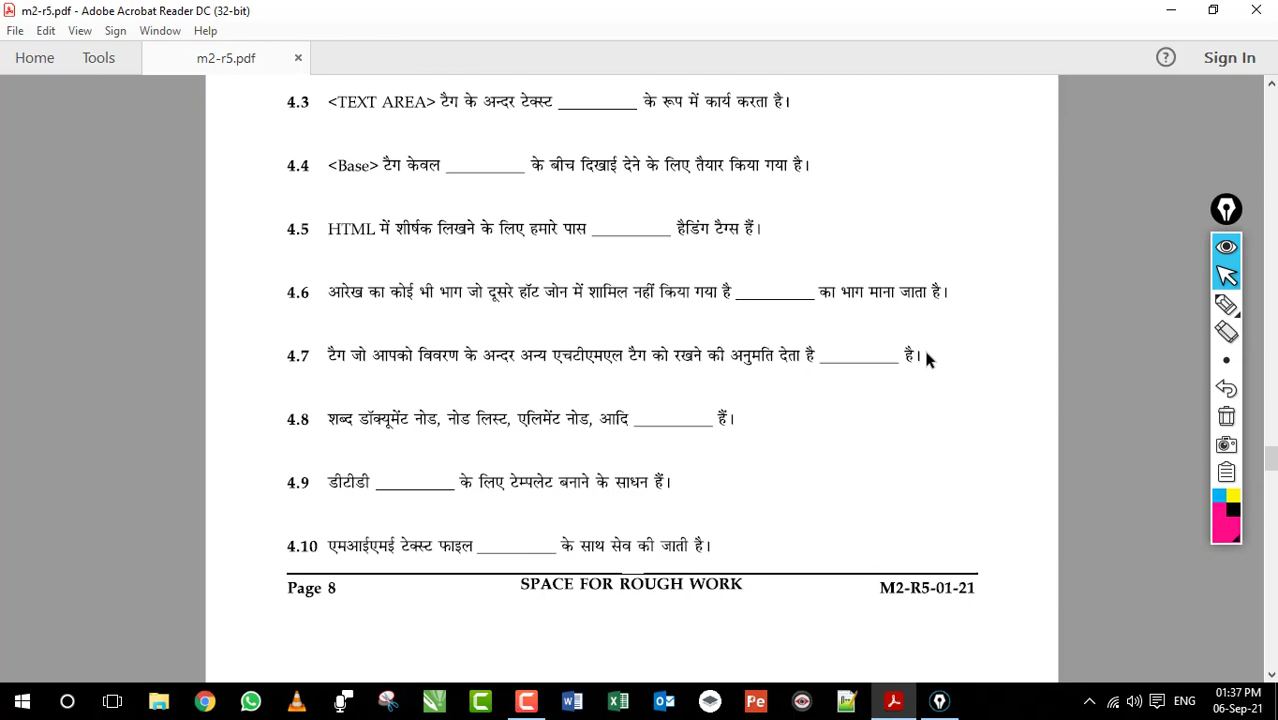 m2-r5.pdf - Adobe Acrobat Reader DC (32-bit)
File Edit View Sign Window Help
Home Tools m2-r5.pdf × ? Sign In
4.3 <TEXT AREA> टैग के अन्दर टेक्स्ट __________ के रूप में कार्य करता है।
4.4 <Base> टैग केवल __________ के बीच दिखाई देने के लिए तैयार किया गया है।
4.5 HTML में शीर्षक लिखने के लिए हमारे पास __________ हैडिंग टैग्स हैं।
4.6 आरेख का कोई भी भाग जो दूसरे हॉट जोन में शामिल नहीं किया गया है __________ का भाग माना जाता है।
4.7 टैग जो आपको विवरण के अन्दर अन्य एचटीएमएल टैग को रखने की अनुमति देता है __________ है।
4.8 शब्द डॉक्यूमेंट नोड, नोड लिस्ट, एलिमेंट नोड, आदि __________ हैं।
4.9 डीटीडी __________ के लिए टेम्पलेट बनाने के साधन हैं।
4.10 एमआईएमई टेक्स्ट फाइल __________ के साथ सेव की जाती है।
Page 8 SPACE FOR ROUGH WORK M2-R5-01-21
ENG 01:37 PM
06-Sep-21